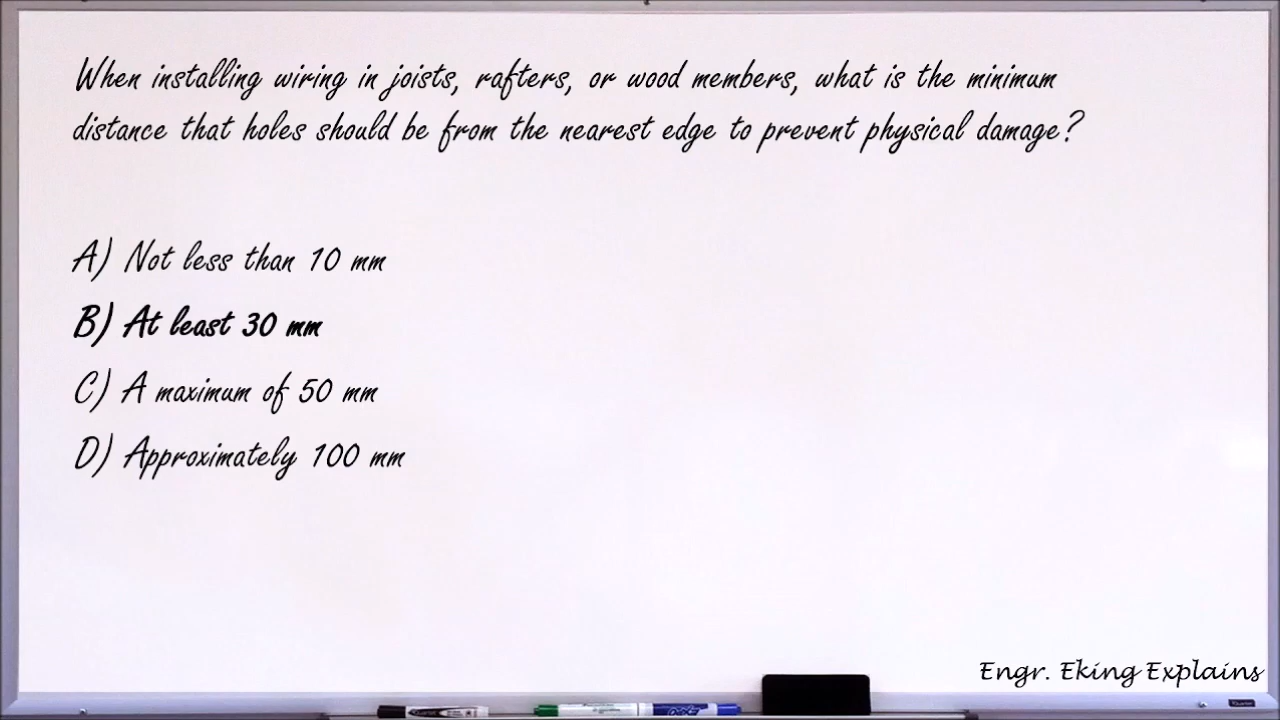 When installing wiring in joists, rafters, or wood members, what is the minimum
distance that holes should be from the nearest edge to prevent physical damage?
A) Not less than 10 mm
B) At least 30 mm
C) A maximum of 50 mm
D) Approximately 100 mm
Engr. Eking Explains